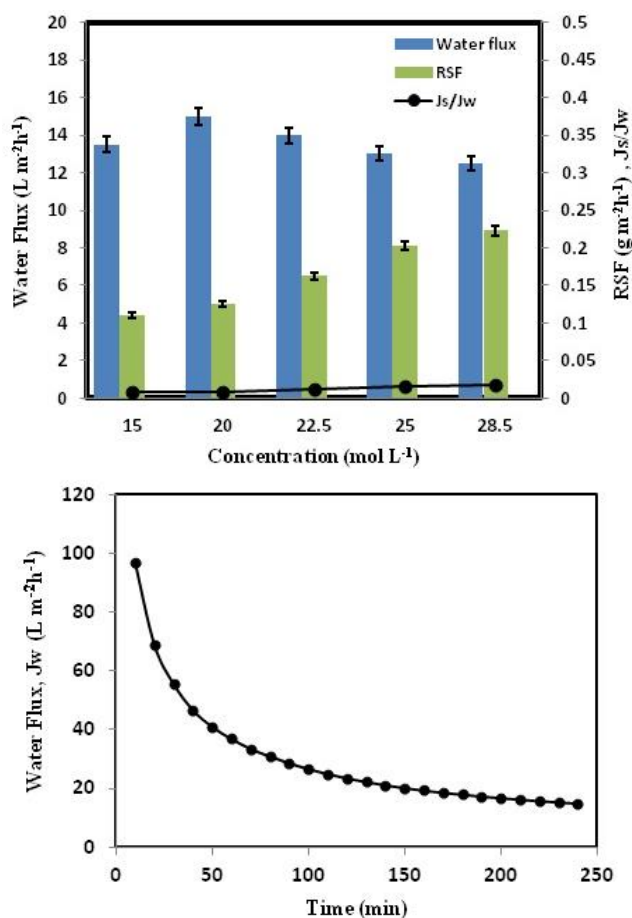 20
18
16
14
12
10
8
6
4
2
0
Water Flux (L m⁻²h⁻¹)
Water flux
RSF
Js/Jw
0.5
0.45
0.4
0.35
0.3
0.25
0.2
0.15
0.1
0.05
0
RSF (g m⁻²h⁻¹) , Js/Jw
15 20 22.5 25 28.5
Concentration (mol L⁻¹)
120
100
80
60
40
20
0
Water Flux, Jw (L m⁻²h⁻¹)
0 50 100 150 200 250
Time (min)